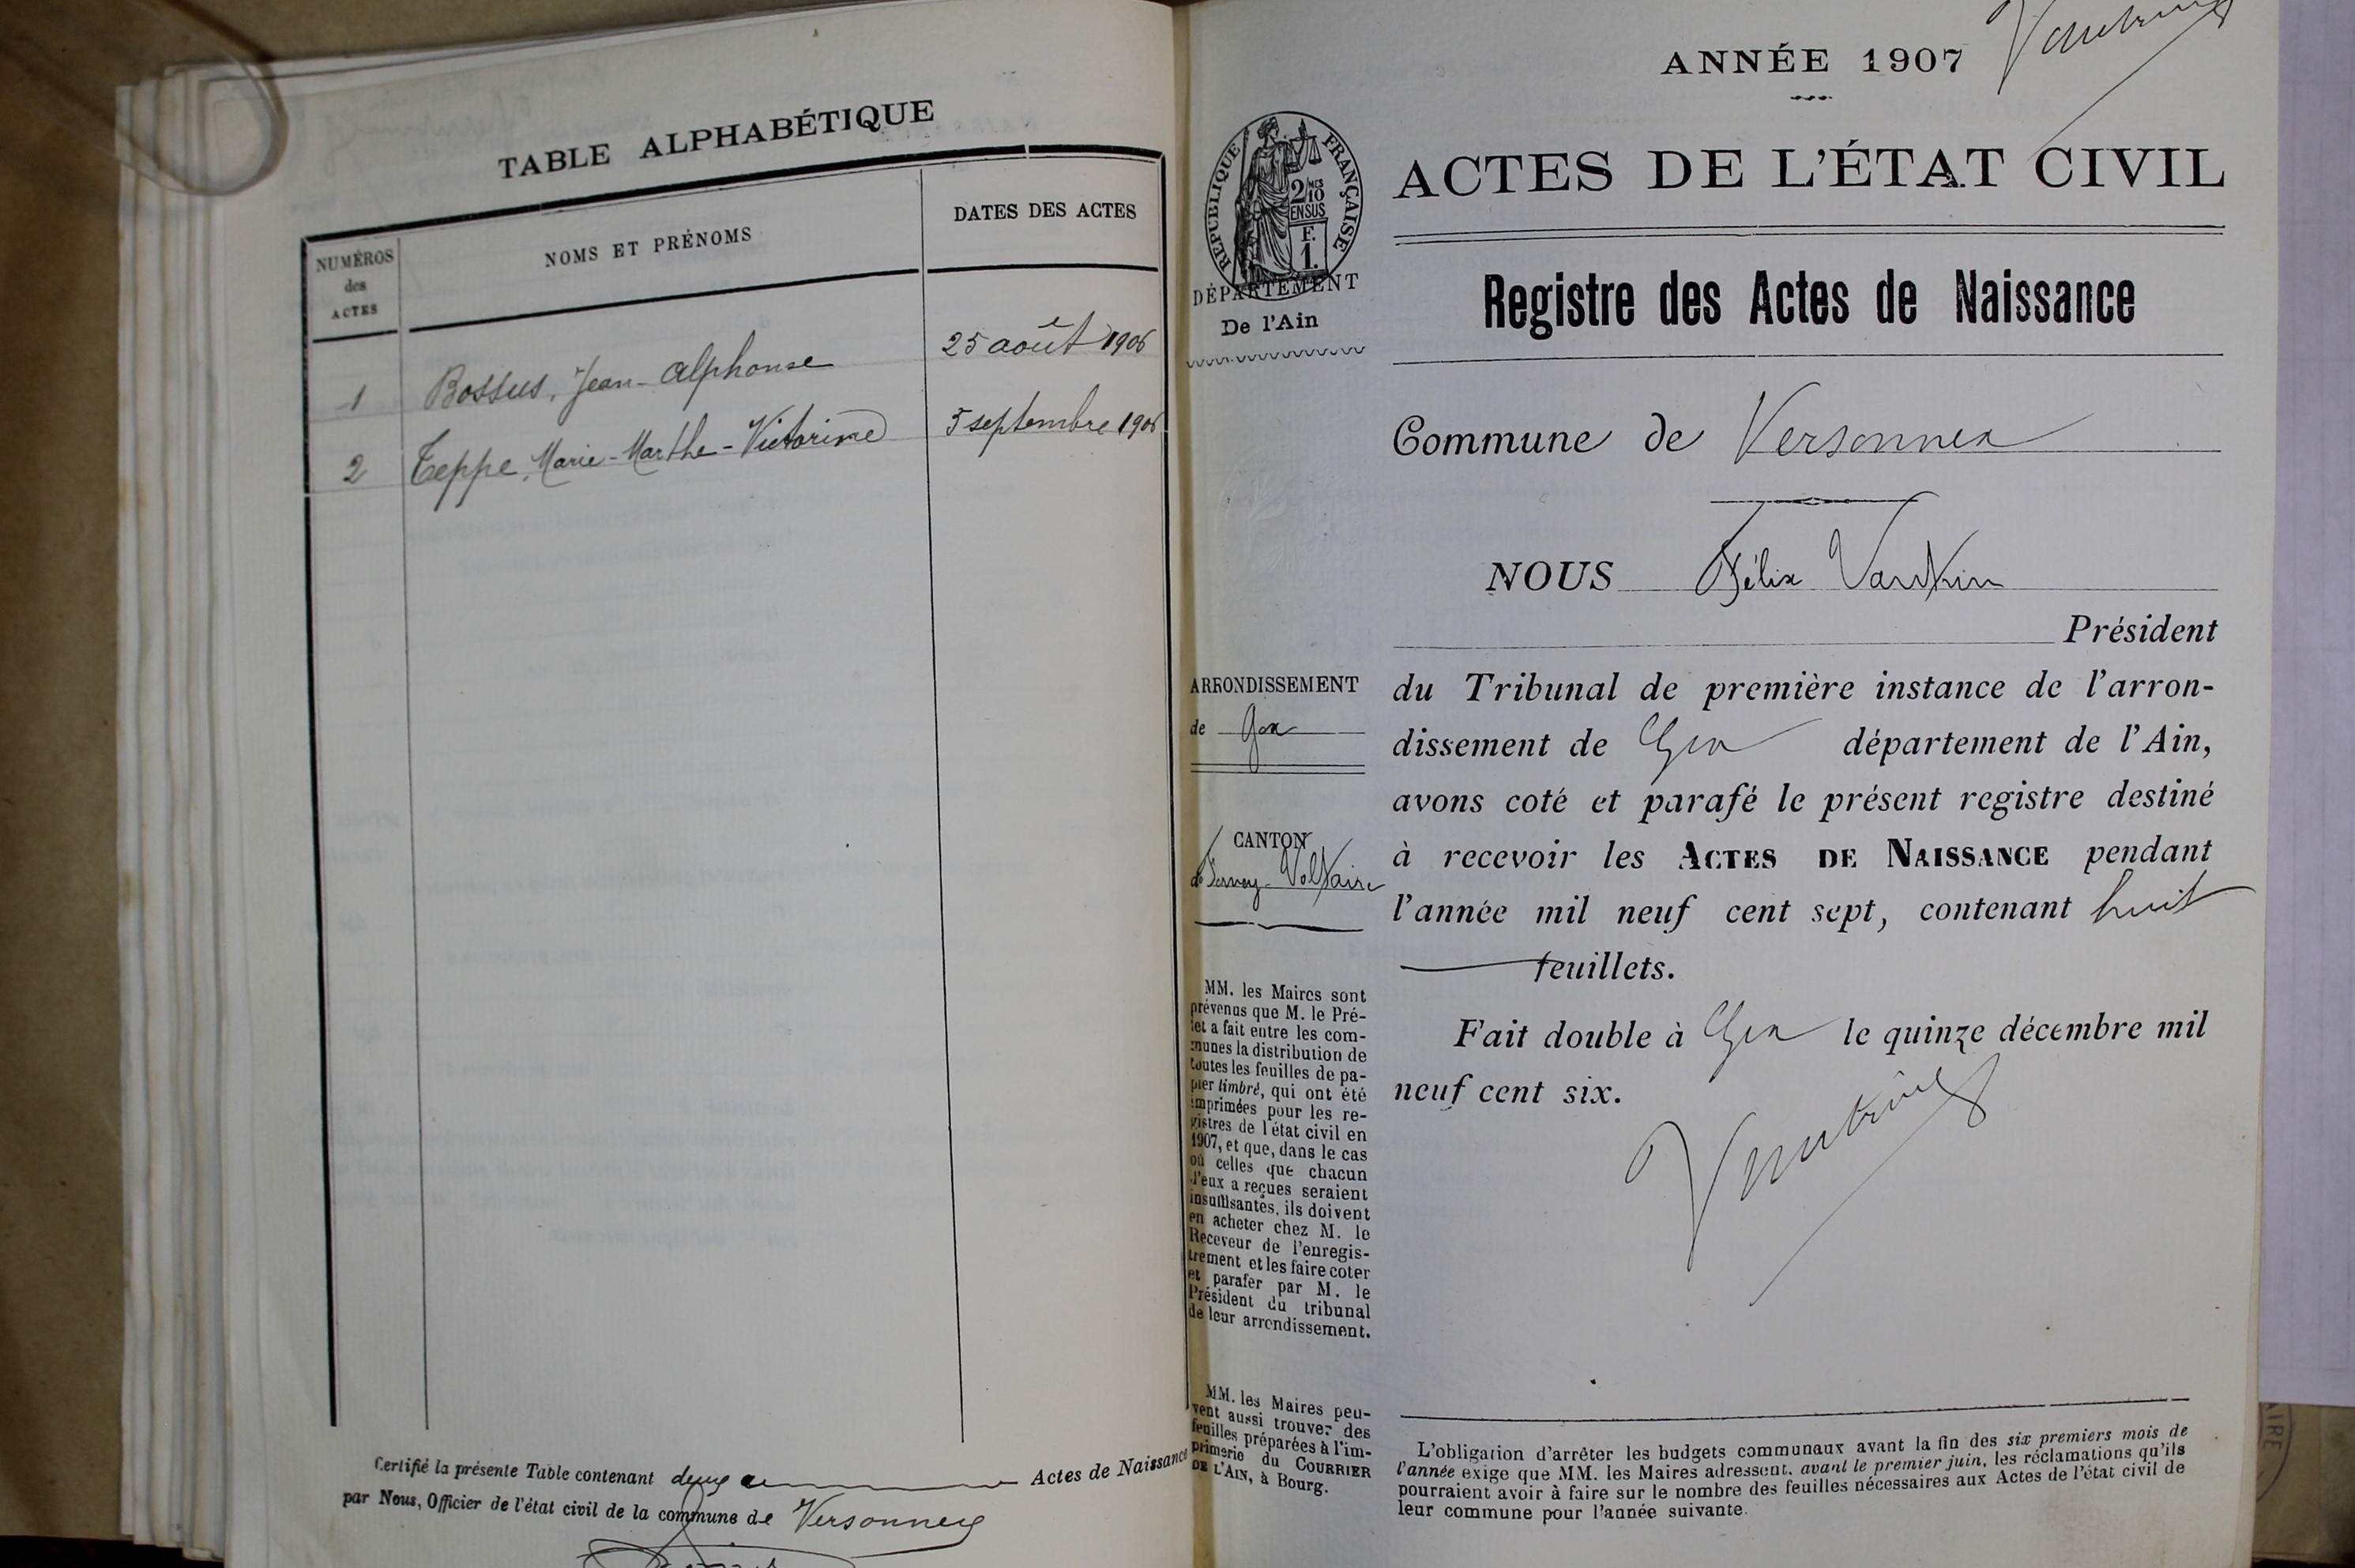 TABLE ALPHABÉTIQUE
NUMÉROS
des
ACTES
NOMS ET PRÉNOMS
DATES DES ACTES
1 Bossus, Jean-Alphonse 25 août 1906
2 Teppe, Marie-Marthe-Victorine 5 septembre 1906
Certifié la présente Table contenant deux Actes de Naissance
par Nous, Officier de l'état civil de la commune de Versonnex
ANNÉE 1907
RÉPUBLIQUE FRANÇAISE
2/10 MES
EN SUS
F.
1.
DÉPARTEMENT
De l'Ain
ACTES DE L'ÉTAT CIVIL
Registre des Actes de Naissance
Commune de Versonnex
NOUS Félix Vautrin
Président
du Tribunal de première instance de l'arron-
dissement de Gex département de l'Ain,
avons coté et parafé le présent registre destiné
à recevoir les ACTES DE NAISSANCE pendant
l'année mil neuf cent sept, contenant huit
feuillets.
Fait double à Gex le quinze décembre mil
neuf cent six.
Vautrin
ARRONDISSEMENT
de Gex
CANTON
de Ferney-Voltaire
MM. les Maires sont
prévenus que M. le Pré-
fet a fait entre les com-
munes la distribution de
toutes les feuilles de pa-
pier timbré, qui ont été
imprimées pour les re-
gistres de l'état civil en
1907, et que, dans le cas
où celles que chacun
d'eux a reçues seraient
insuffisantes, ils doivent
en acheter chez M. le
Receveur de l'enregis-
trement et les faire coter
et parafer par M. le
Président du tribunal
de leur arrondissement.
MM. les Maires peu-
vent aussi trouver des
feuilles préparées à l'im-
primerie du COURRIER
DE L'AIN, à Bourg.
L'obligation d'arrêter les budgets communaux avant la fin des six premiers mois de
l'année exige que MM. les Maires adressent, avant le premier juin, les réclamations qu'ils
pourraient avoir à faire sur le nombre des feuilles nécessaires aux Actes de l'état civil de
leur commune pour l'année suivante.